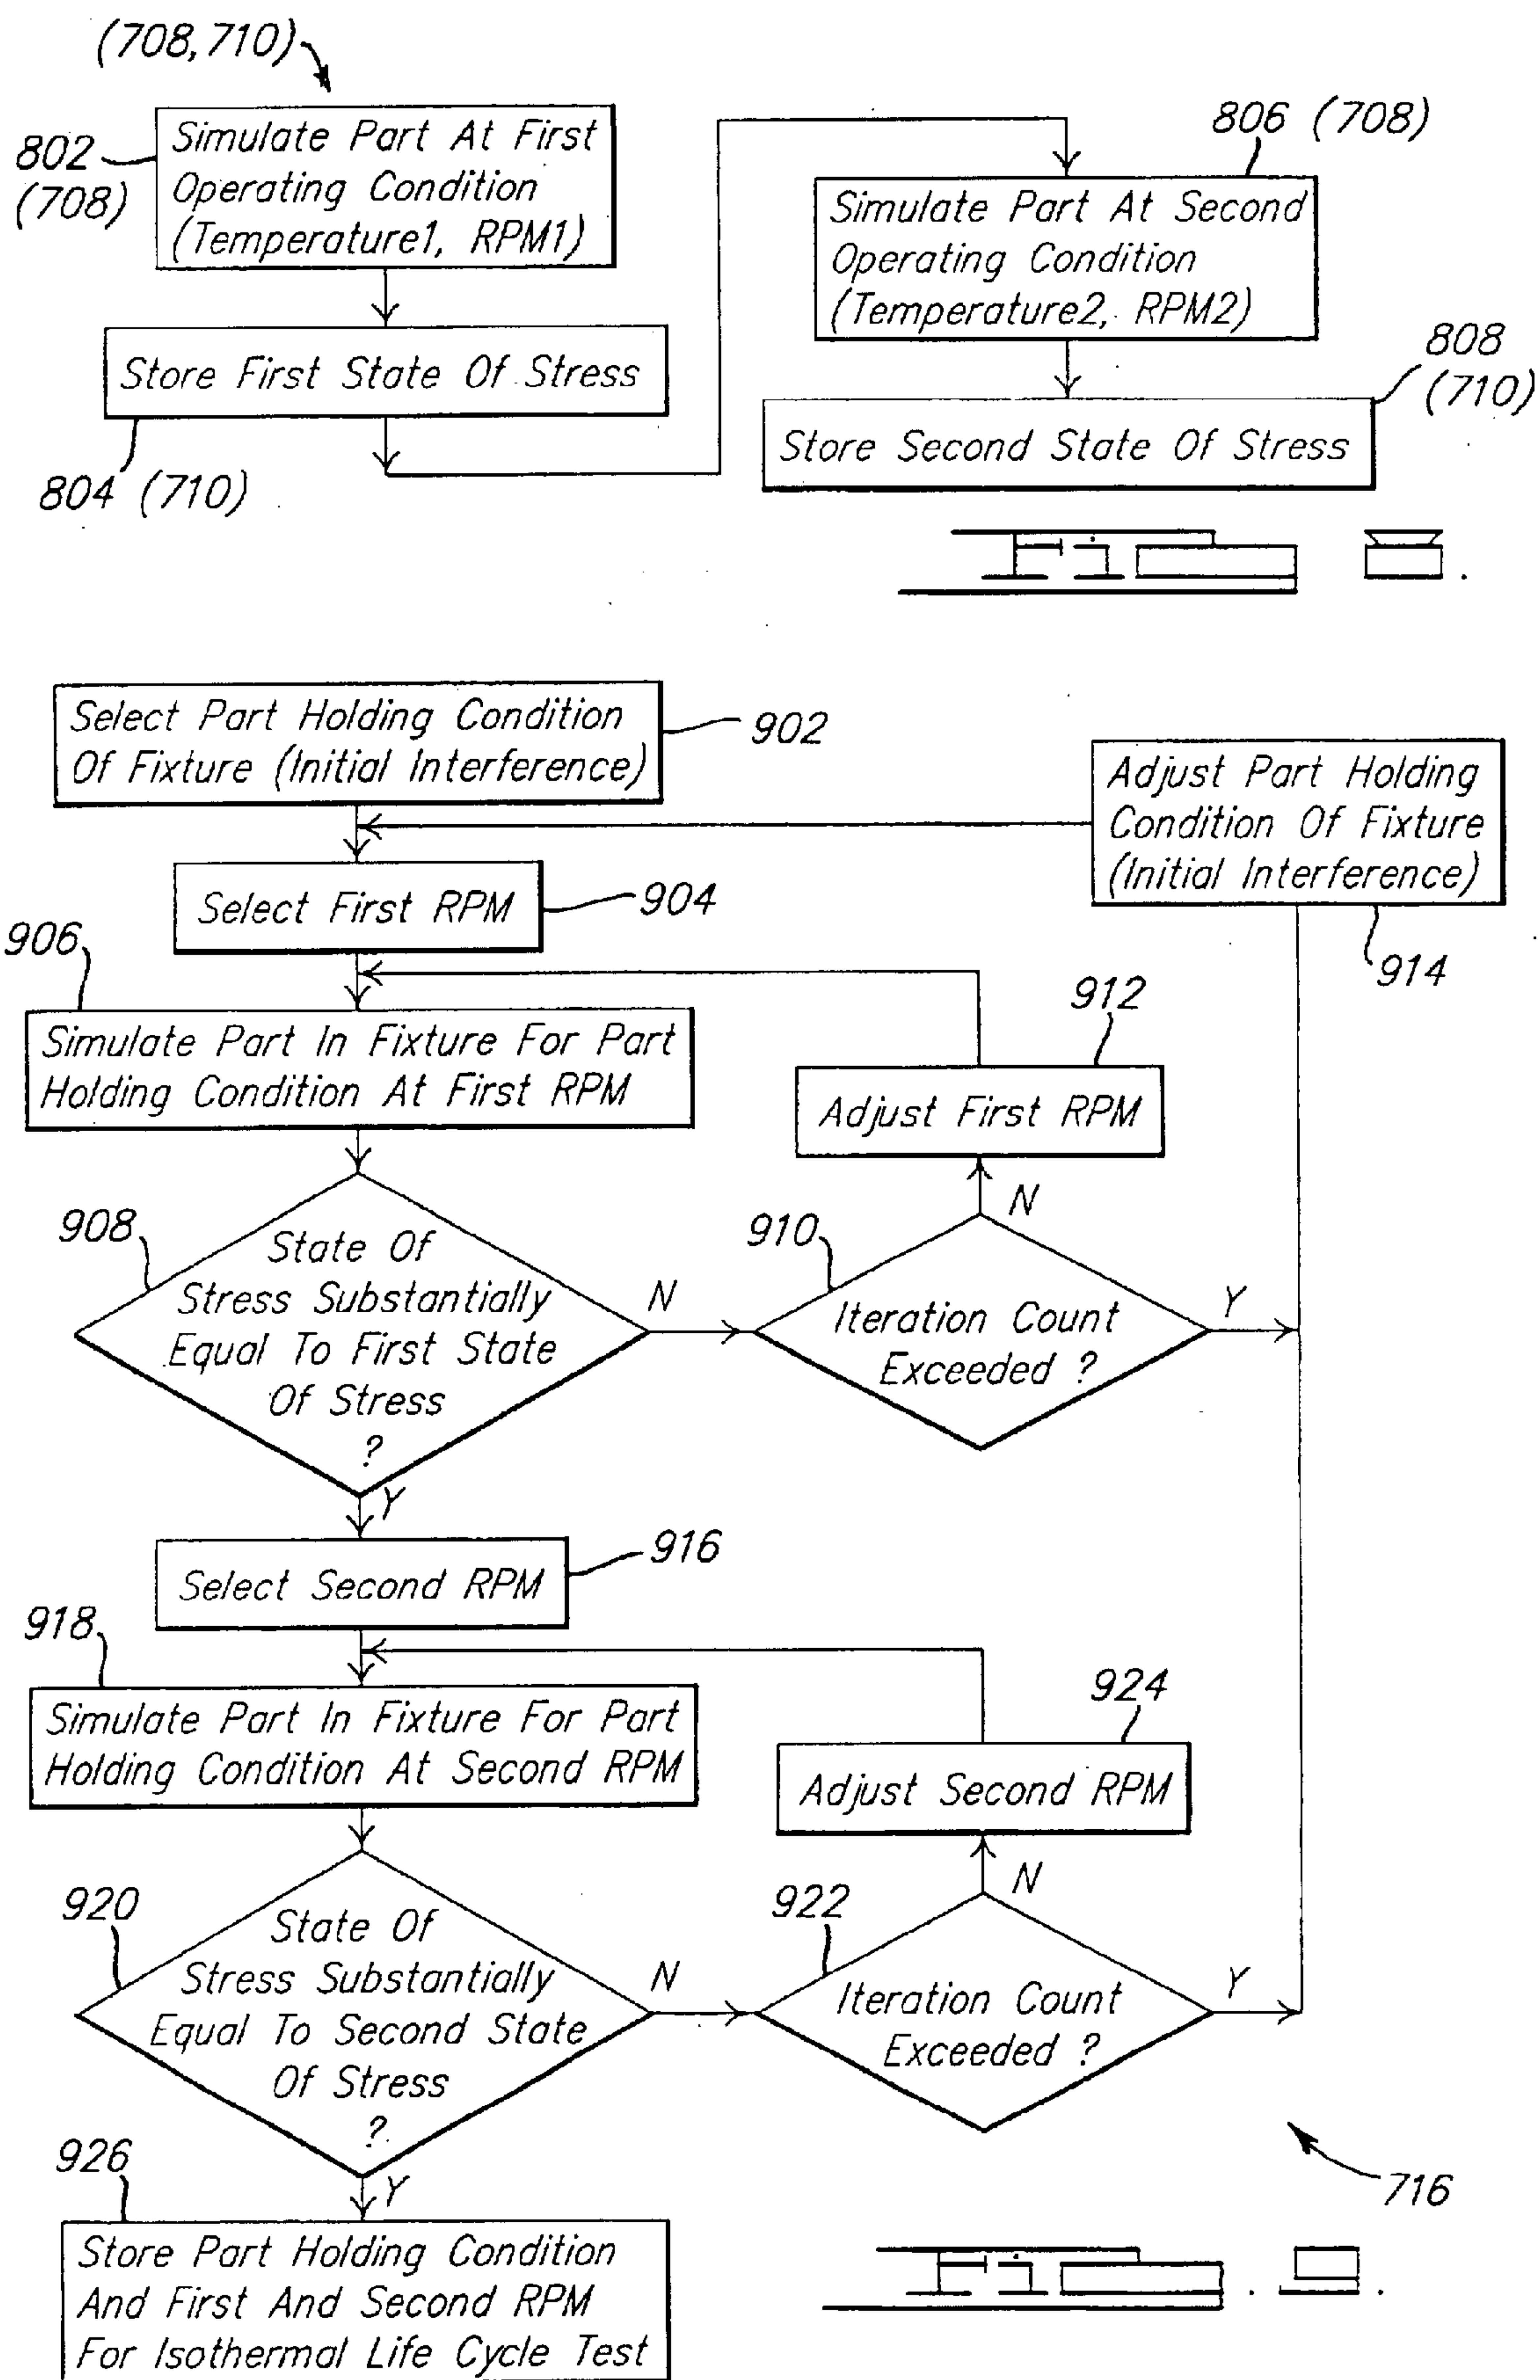 (708, 710)
802
(708)
Simulate Part At First
Operating Condition
(Temperature1, RPM1)
Store First State Of Stress
804 (710)
806 (708)
Simulate Part At Second
Operating Condition
(Temperature2, RPM2)
808
(710)
Store Second State Of Stress
Select Part Holding Condition
Of Fixture (Initial Interference)
902
Adjust Part Holding
Condition Of Fixture
(Initial Interference)
914
Select First RPM
904
906
Simulate Part In Fixture For Part
Holding Condition At First RPM
912
Adjust First RPM
908
State Of
Stress Substantially
Equal To First State
Of Stress
?
N
Y
910
Iteration Count
Exceeded ?
N
Y
Select Second RPM
916
918
Simulate Part In Fixture For Part
Holding Condition At Second RPM
924
Adjust Second RPM
920
State Of
Stress Substantially
Equal To Second State
Of Stress
?
N
Y
922
Iteration Count
Exceeded ?
N
Y
926
Store Part Holding Condition
And First And Second RPM
For Isothermal Life Cycle Test
716